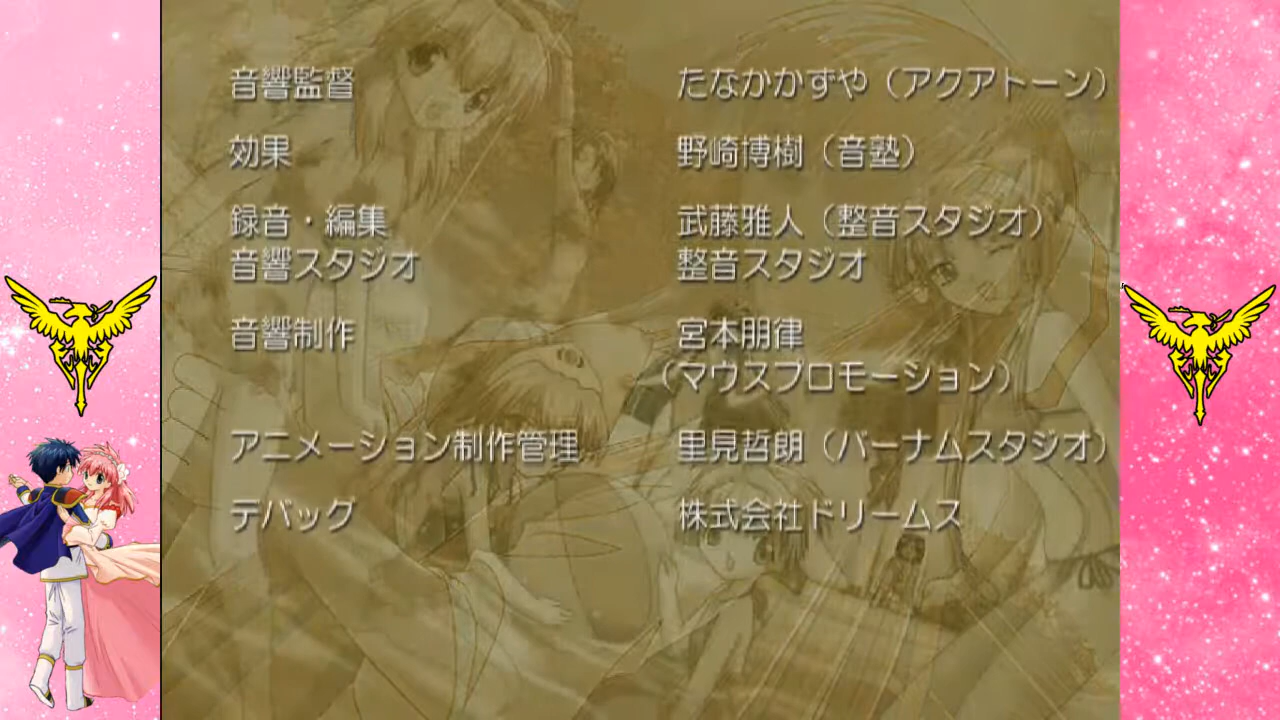 音響監督 たなかかずや（アクアトーン）
効果 野崎博樹（音塾）
録音・編集 武藤雅人（整音スタジオ）
音響スタジオ 整音スタジオ
音響制作 宮本朋律
（マウスプロモーション）
アニメーション制作管理 里見哲朗（バーナムスタジオ）
デバッグ 株式会社ドリームス